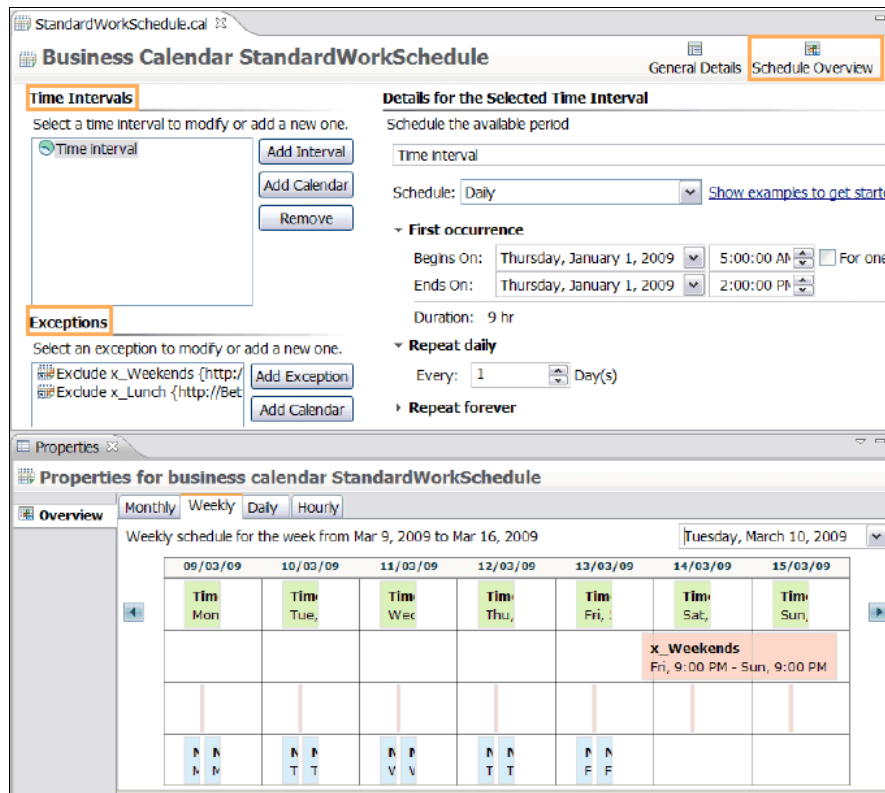 StandardWorkSchedule.cal
Business Calendar StandardWorkSchedule
General Details
Schedule Overview
Time Intervals
Select a time interval to modify or add a new one.
Time interval
Add Interval
Add Calendar
Remove
Exceptions
Select an exception to modify or add a new one.
Exclude x_Weekends {http:/
Exclude x_Lunch {http://Bet
Add Exception
Add Calendar
Details for the Selected Time Interval
Schedule the available period
Time interval
Schedule: Daily
Show examples to get starte
First occurrence
Begins On: Thursday, January 1, 2009 5:00:00 AM For one
Ends On: Thursday, January 1, 2009 2:00:00 PM
Duration: 9 hr
Repeat daily
Every: 1 Day(s)
Repeat forever
Properties
Properties for business calendar StandardWorkSchedule
Overview
Monthly Weekly Daily Hourly
Weekly schedule for the week from Mar 9, 2009 to Mar 16, 2009
Tuesday, March 10, 2009
09/03/09 10/03/09 11/03/09 12/03/09 13/03/09 14/03/09 15/03/09
Tim Tim Tim Tim Tim Tim Tim
Mon Tue, Wed Thu, Fri, Sat, Sun,
x_Weekends
Fri, 9:00 PM - Sun, 9:00 PM
N N N N N N N N N N
M M T T V V T T F F